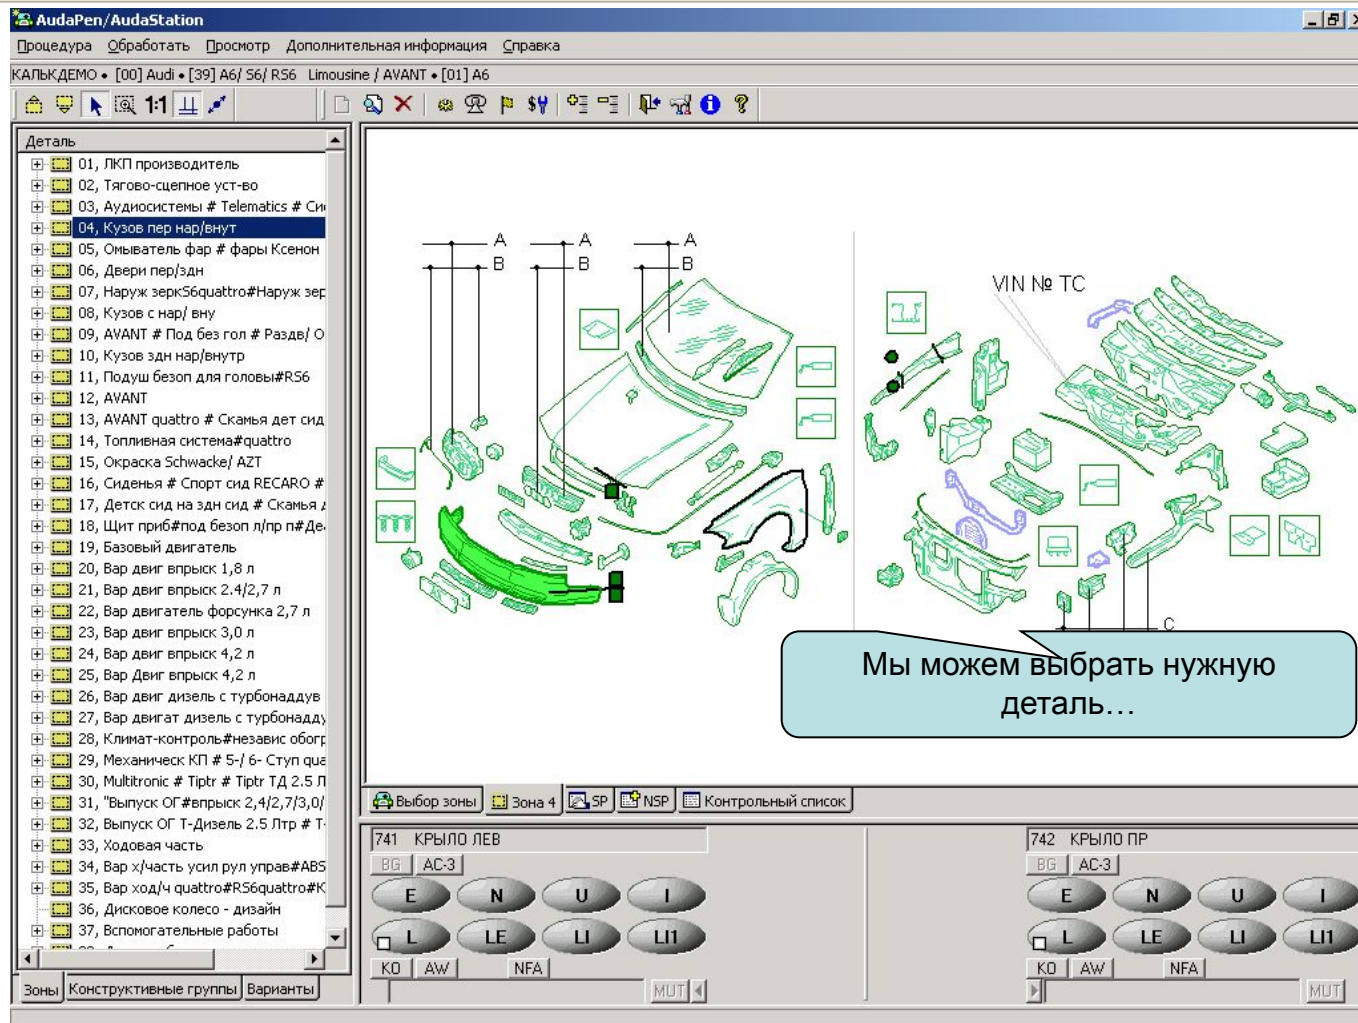 AudaPen/AudaStation
Процедура Обработать Просмотр Дополнительная информация Справка
КАЛЬКДЕМО • [00] Audi • [39] A6/ S6/ RS6 Limousine / AVANT • [01] A6
1:1
Деталь
01, ЛКП производитель
02, Тягово-сцепное уст-во
03, Аудиосистемы # Telematics # Си
04, Кузов пер нар/внут
05, Омыватель фар # фары Ксенон
06, Двери пер/здн
07, Наруж зеркS6quattro#Наруж зер
08, Кузов с нар/ вну
09, AVANT # Под без гол # Раздв/ О
10, Кузов здн нар/внутр
11, Подуш безоп для головы#RS6
12, AVANT
13, AVANT quattro # Скамья дет сид
14, Топливная система#quattro
15, Окраска Schwacke/ AZT
16, Сиденья # Спорт сид RECARO #
17, Детск сид на здн сид # Скамья
18, Щит приб#под безоп л/пр п#Де
19, Базовый двигатель
20, Вар двиг впрыск 1,8 л
21, Вар двиг впрыск 2.4/2,7 л
22, Вар двигатель форсунка 2,7 л
23, Вар двиг впрыск 3,0 л
24, Вар двиг впрыск 4,2 л
25, Вар Двиг впрыск 4,2 л
26, Вар двиг дизель с турбонаддув
27, Вар двигат дизель с турбонадду
28, Климат-контроль#независ обогр
29, Механическ КП # 5-/ 6- Ступ qua
30, Multitronic # Tiptr # Tiptr ТД 2.5 Л
31, "Выпуск ОГ#впрыск 2,4/2,7/3,0/
32, Выпуск ОГ Т-Дизель 2.5 Лтр # Т-
33, Ходовая часть
34, Вар х/часть усил рул управ#ABS
35, Вар ход/ч quattro#RS6quattro#К
36, Дисковое колесо - дизайн
37, Вспомогательные работы
Зоны Конструктивные группы Варианты
A A A
B B B
VIN № ТС
C
Мы можем выбрать нужную
деталь…
Выбор зоны Зона 4 SP NSP Контрольный список
741 КРЫЛО ЛЕВ
BG AC-3
E N U I
L LE LI LI1
KO AW NFA
MUT
742 КРЫЛО ПР
BG AC-3
E N U I
L LE LI LI1
KO AW NFA
MUT